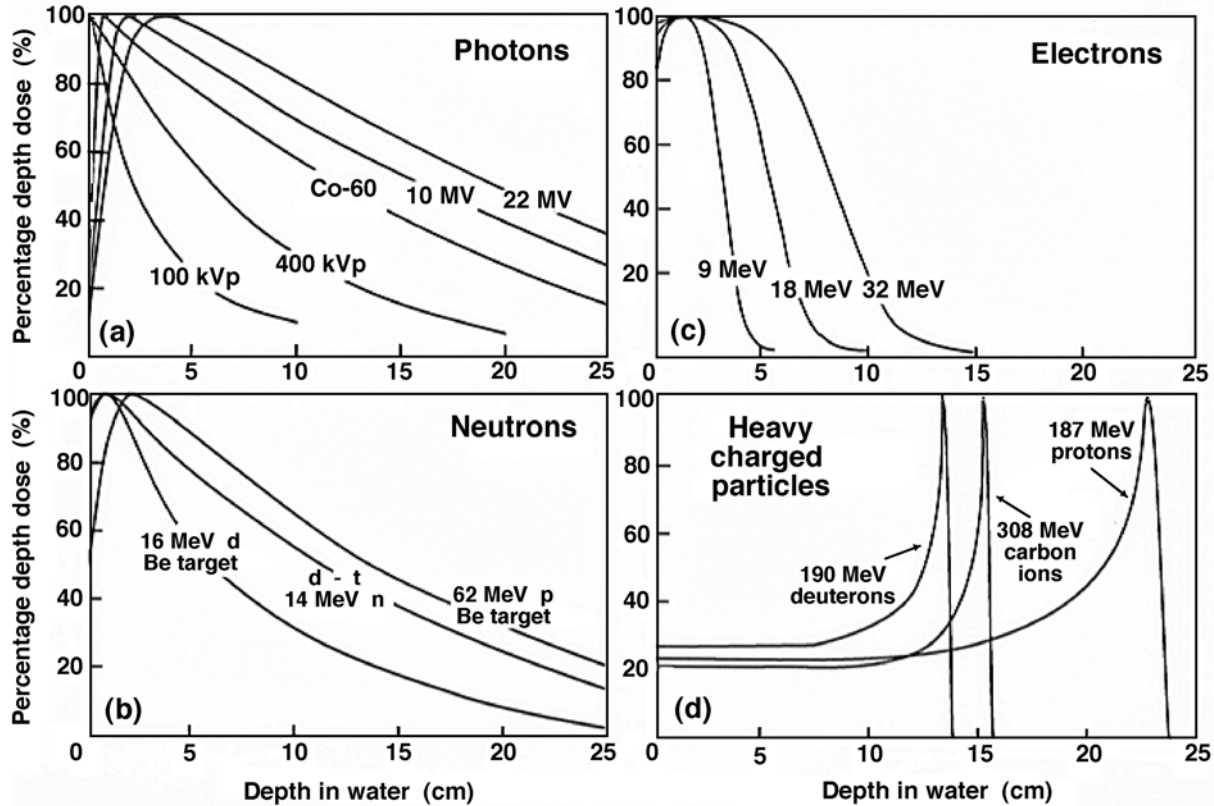 Percentage depth dose (%)
100
80
60
40
20
0
5
10
15
20
25
Photons
Co-60
10 MV
22 MV
400 kVp
100 kVp
(a)
100
80
60
40
20
0
5
10
15
20
25
Electrons
9 MeV
18 MeV
32 MeV
(c)
Percentage depth dose (%)
100
80
60
40
20
0
5
10
15
20
25
Neutrons
16 MeV d
Be target
d - t
14 MeV n
62 MeV p
Be target
(b)
Depth in water (cm)
100
80
60
40
20
0
5
10
15
20
25
Heavy
charged
particles
187 MeV
protons
308 MeV
carbon
ions
190 MeV
deuterons
(d)
Depth in water (cm)